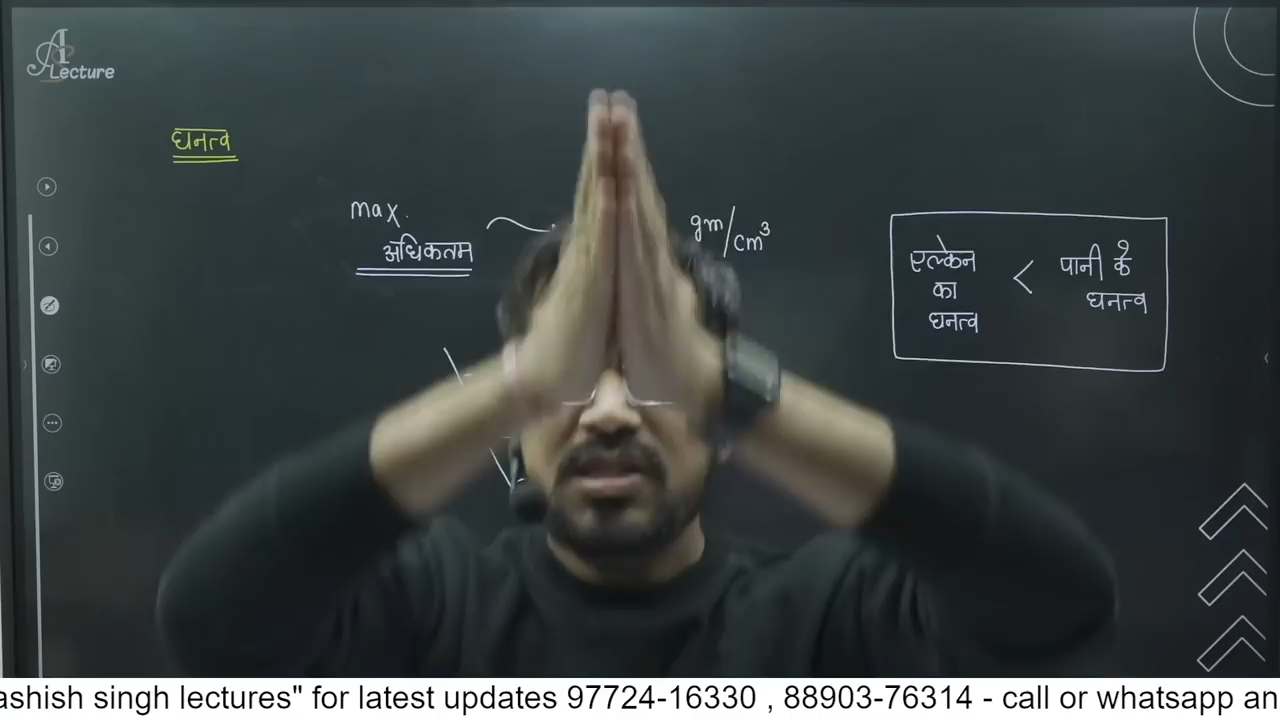 A
Lecture
घनत्व
max.
अधिकतम
gm/cm³
एल्केन
का
घनत्व
<
पानी के
घनत्व
ashish singh lectures" for latest updates 97724-16330 , 88903-76314 - call or whatsapp an